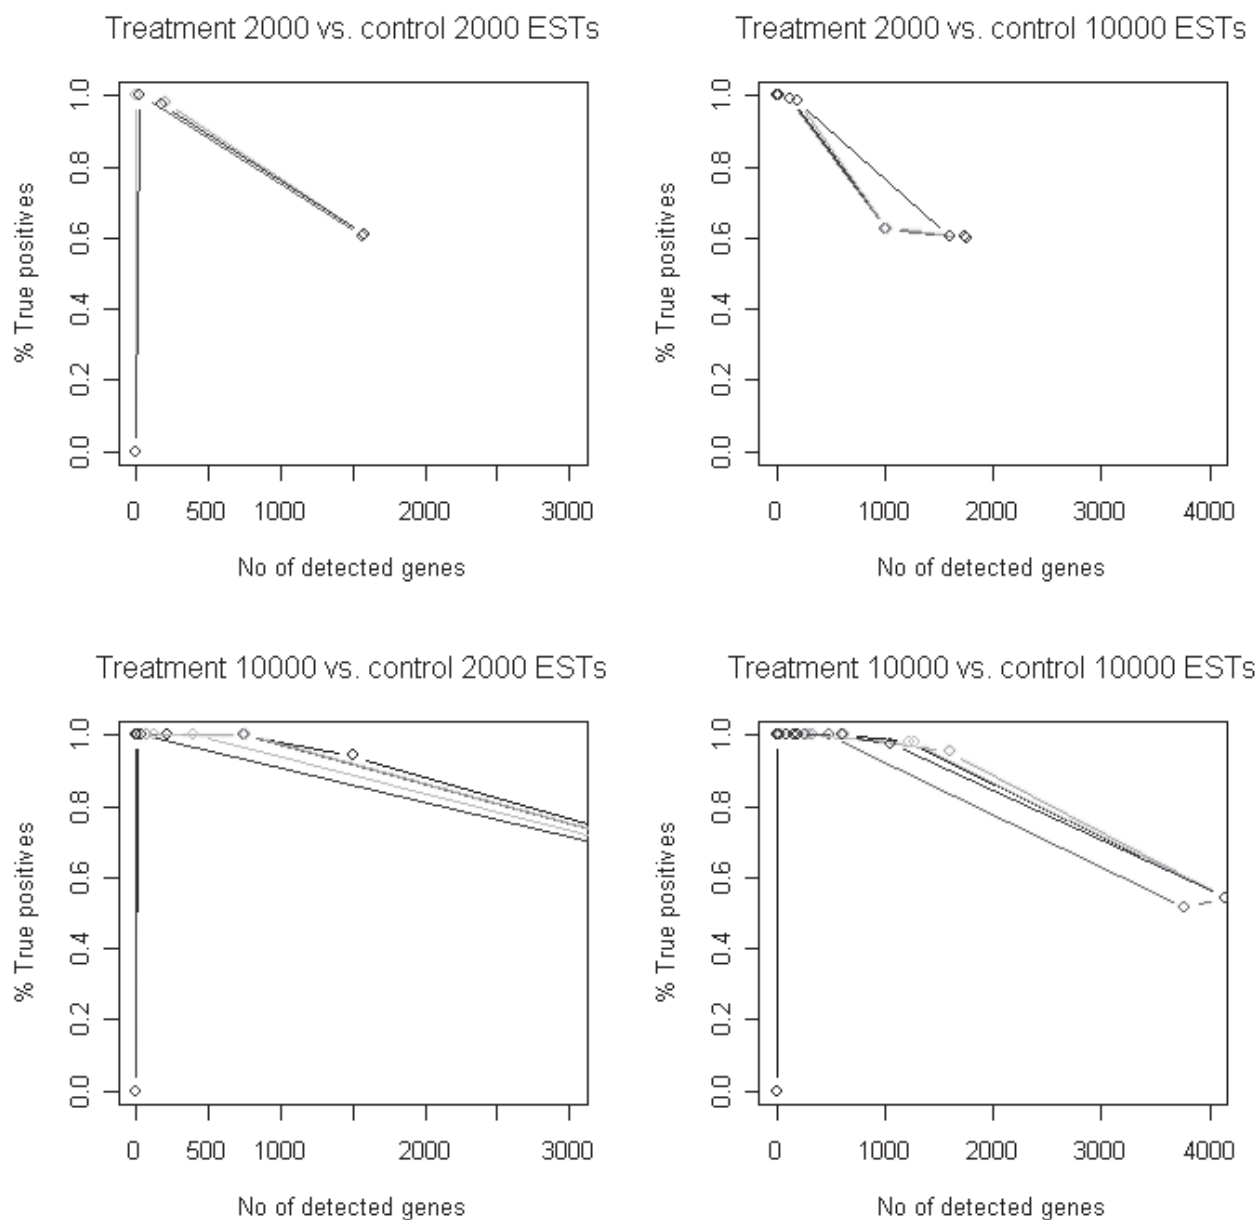 Treatment 2000 vs. control 2000 ESTs
% True positives
1.0
0.8
0.6
0.4
0.2
0.0
0 500 1000 2000 3000
No of detected genes
Treatment 2000 vs. control 10000 ESTs
% True positives
1.0
0.8
0.6
0.4
0.2
0.0
0 1000 2000 3000 4000
No of detected genes
Treatment 10000 vs. control 2000 ESTs
% True positives
1.0
0.8
0.6
0.4
0.2
0.0
0 500 1000 2000 3000
No of detected genes
Treatment 10000 vs. control 10000 ESTs
% True positives
1.0
0.8
0.6
0.4
0.2
0.0
0 1000 2000 3000 4000
No of detected genes